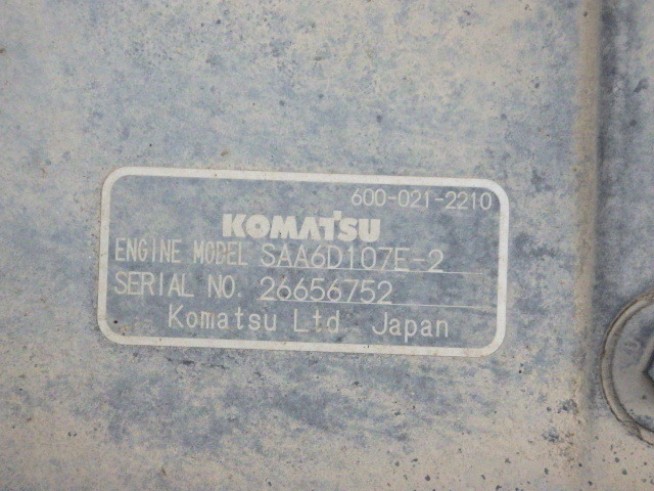 600-021-2210
KOMATSU
ENGINE MODEL SAA6D107E-2
SERIAL NO. 26656752
Komatsu Ltd. Japan